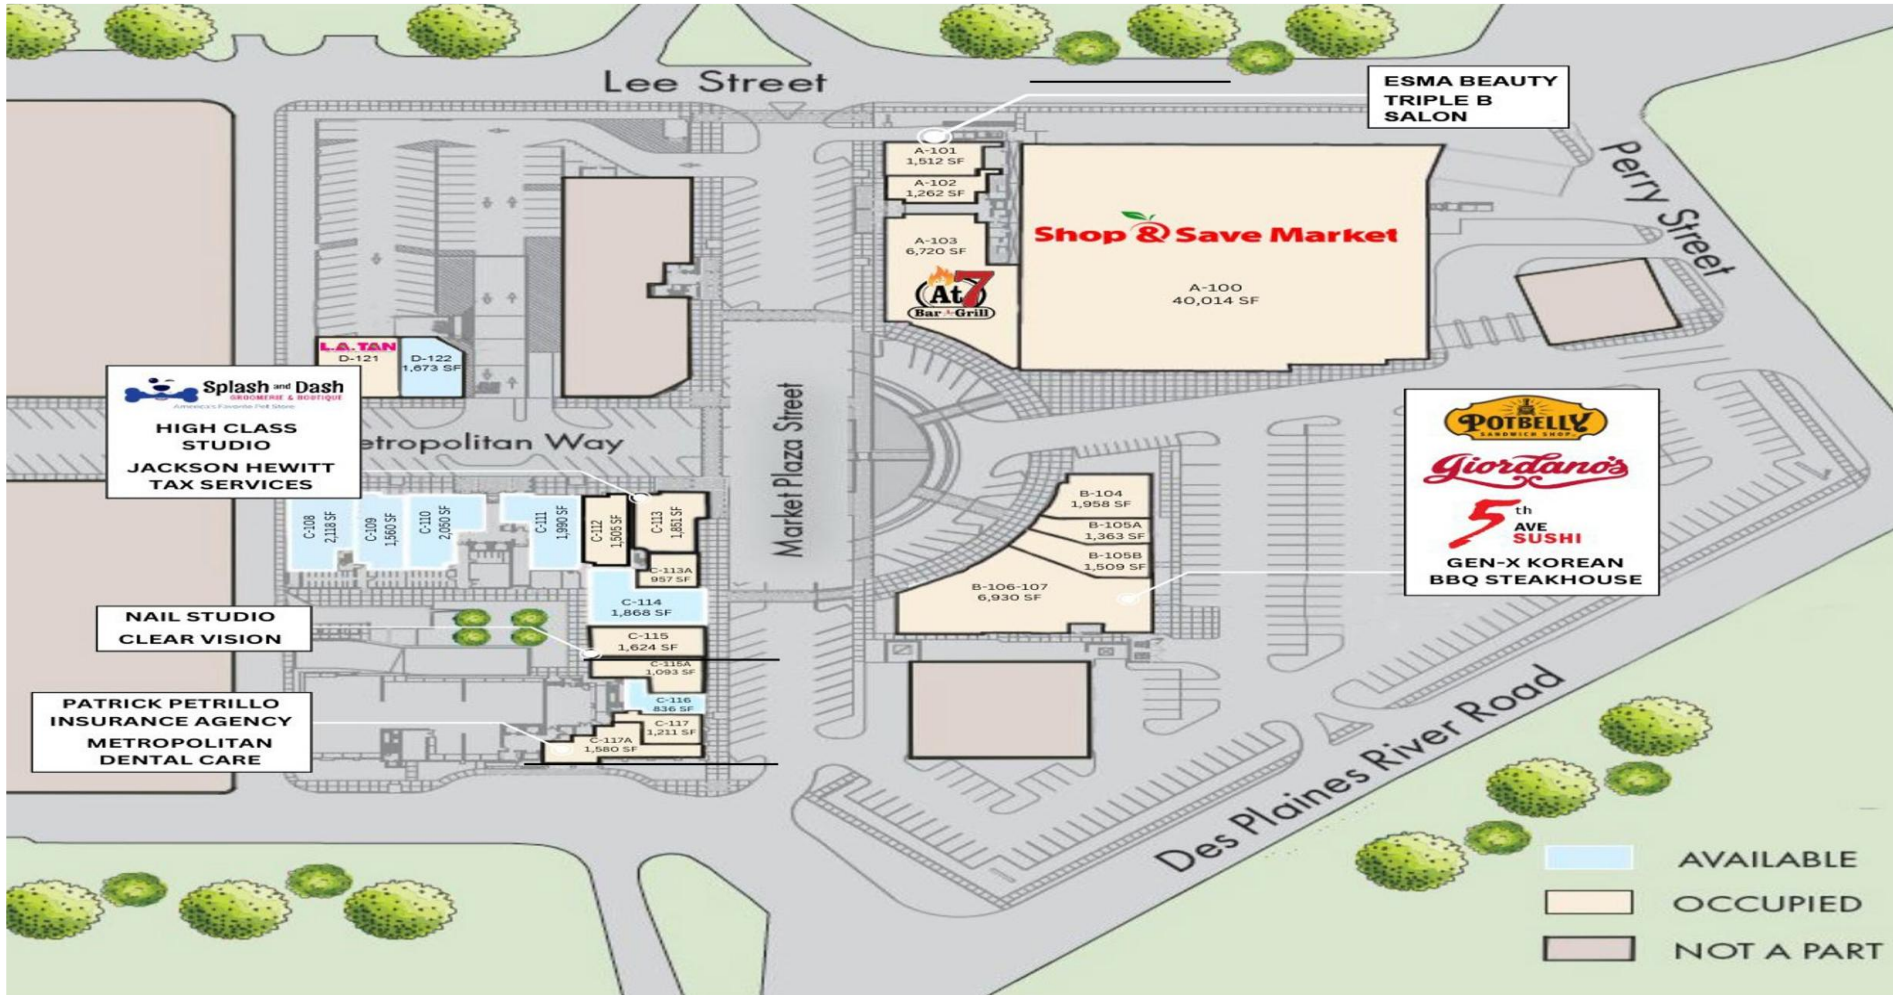 Lee Street
ESMA BEAUTY
TRIPLE B
SALON
Perry Street
A-101
1,512 SF
A-102
1,262 SF
A-103
6,720 SF
At 7
Bar & Grill
Shop & Save Market
A-100
40,014 SF
L.A. TAN
D-121
D-122
1,673 SF
Splash and Dash
GROOMERIE & BOUTIQUE
America's Favorite Pet Store
HIGH CLASS
STUDIO
JACKSON HEWITT
TAX SERVICES
etropolitan Way
Market Plaza Street
POTBELLY
SANDWICH SHOP
Giordano's
5th
AVE
SUSHI
GEN-X KOREAN
BBQ STEAKHOUSE
C-108
2,118 SF
C-109
1,560 SF
C-110
2,050 SF
C-111
1,990 SF
C-112
1,505 SF
C-113
1,851 SF
C-113A
957 SF
C-114
1,868 SF
C-115
1,624 SF
C-115A
1,093 SF
C-116
836 SF
C-117
1,211 SF
C-117A
1,580 SF
B-104
1,958 SF
B-105A
1,363 SF
B-105B
1,509 SF
B-106-107
6,930 SF
NAIL STUDIO
CLEAR VISION
PATRICK PETRILLO
INSURANCE AGENCY
METROPOLITAN
DENTAL CARE
Des Plaines River Road
AVAILABLE
OCCUPIED
NOT A PART